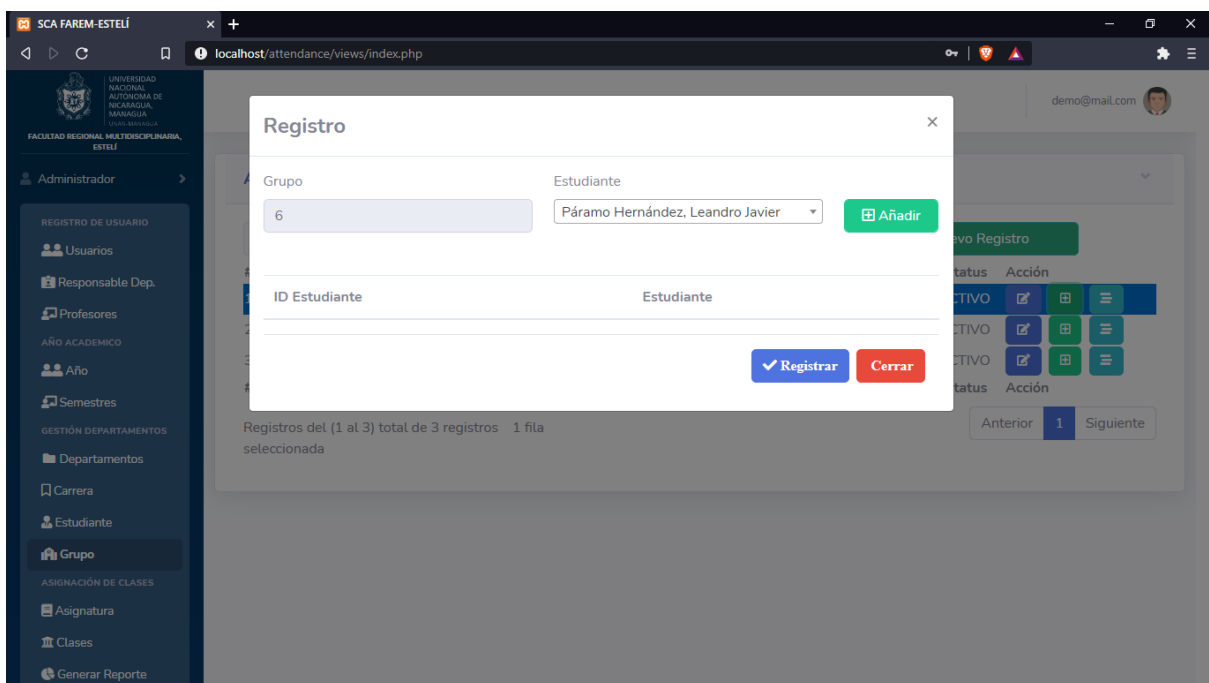 SCA FAREM-ESTELÍ
localhost/attendance/views/index.php
UNIVERSIDAD
NACIONAL
AUTÓNOMA DE
NICARAGUA,
MANAGUA
UNAN-MANAGUA
FACULTAD REGIONAL MULTIDISCIPLINARIA,
ESTELÍ
demo@mail.com
Administrador
REGISTRO DE USUARIO
Usuarios
Responsable Dep.
Profesores
AÑO ACADEMICO
Año
Semestres
GESTIÓN DEPARTAMENTOS
Departamentos
Carrera
Estudiante
Grupo
ASIGNACIÓN DE CLASES
Asignatura
Clases
Generar Reporte
Registro
×
Grupo
Estudiante
6
Páramo Hernández, Leandro Javier
Añadir
ID Estudiante
Estudiante
Registrar
Cerrar
evo Registro
tatus Acción
CTIVO
CTIVO
CTIVO
tatus Acción
Registros del (1 al 3) total de 3 registros 1 fila
seleccionada
Anterior 1 Siguiente